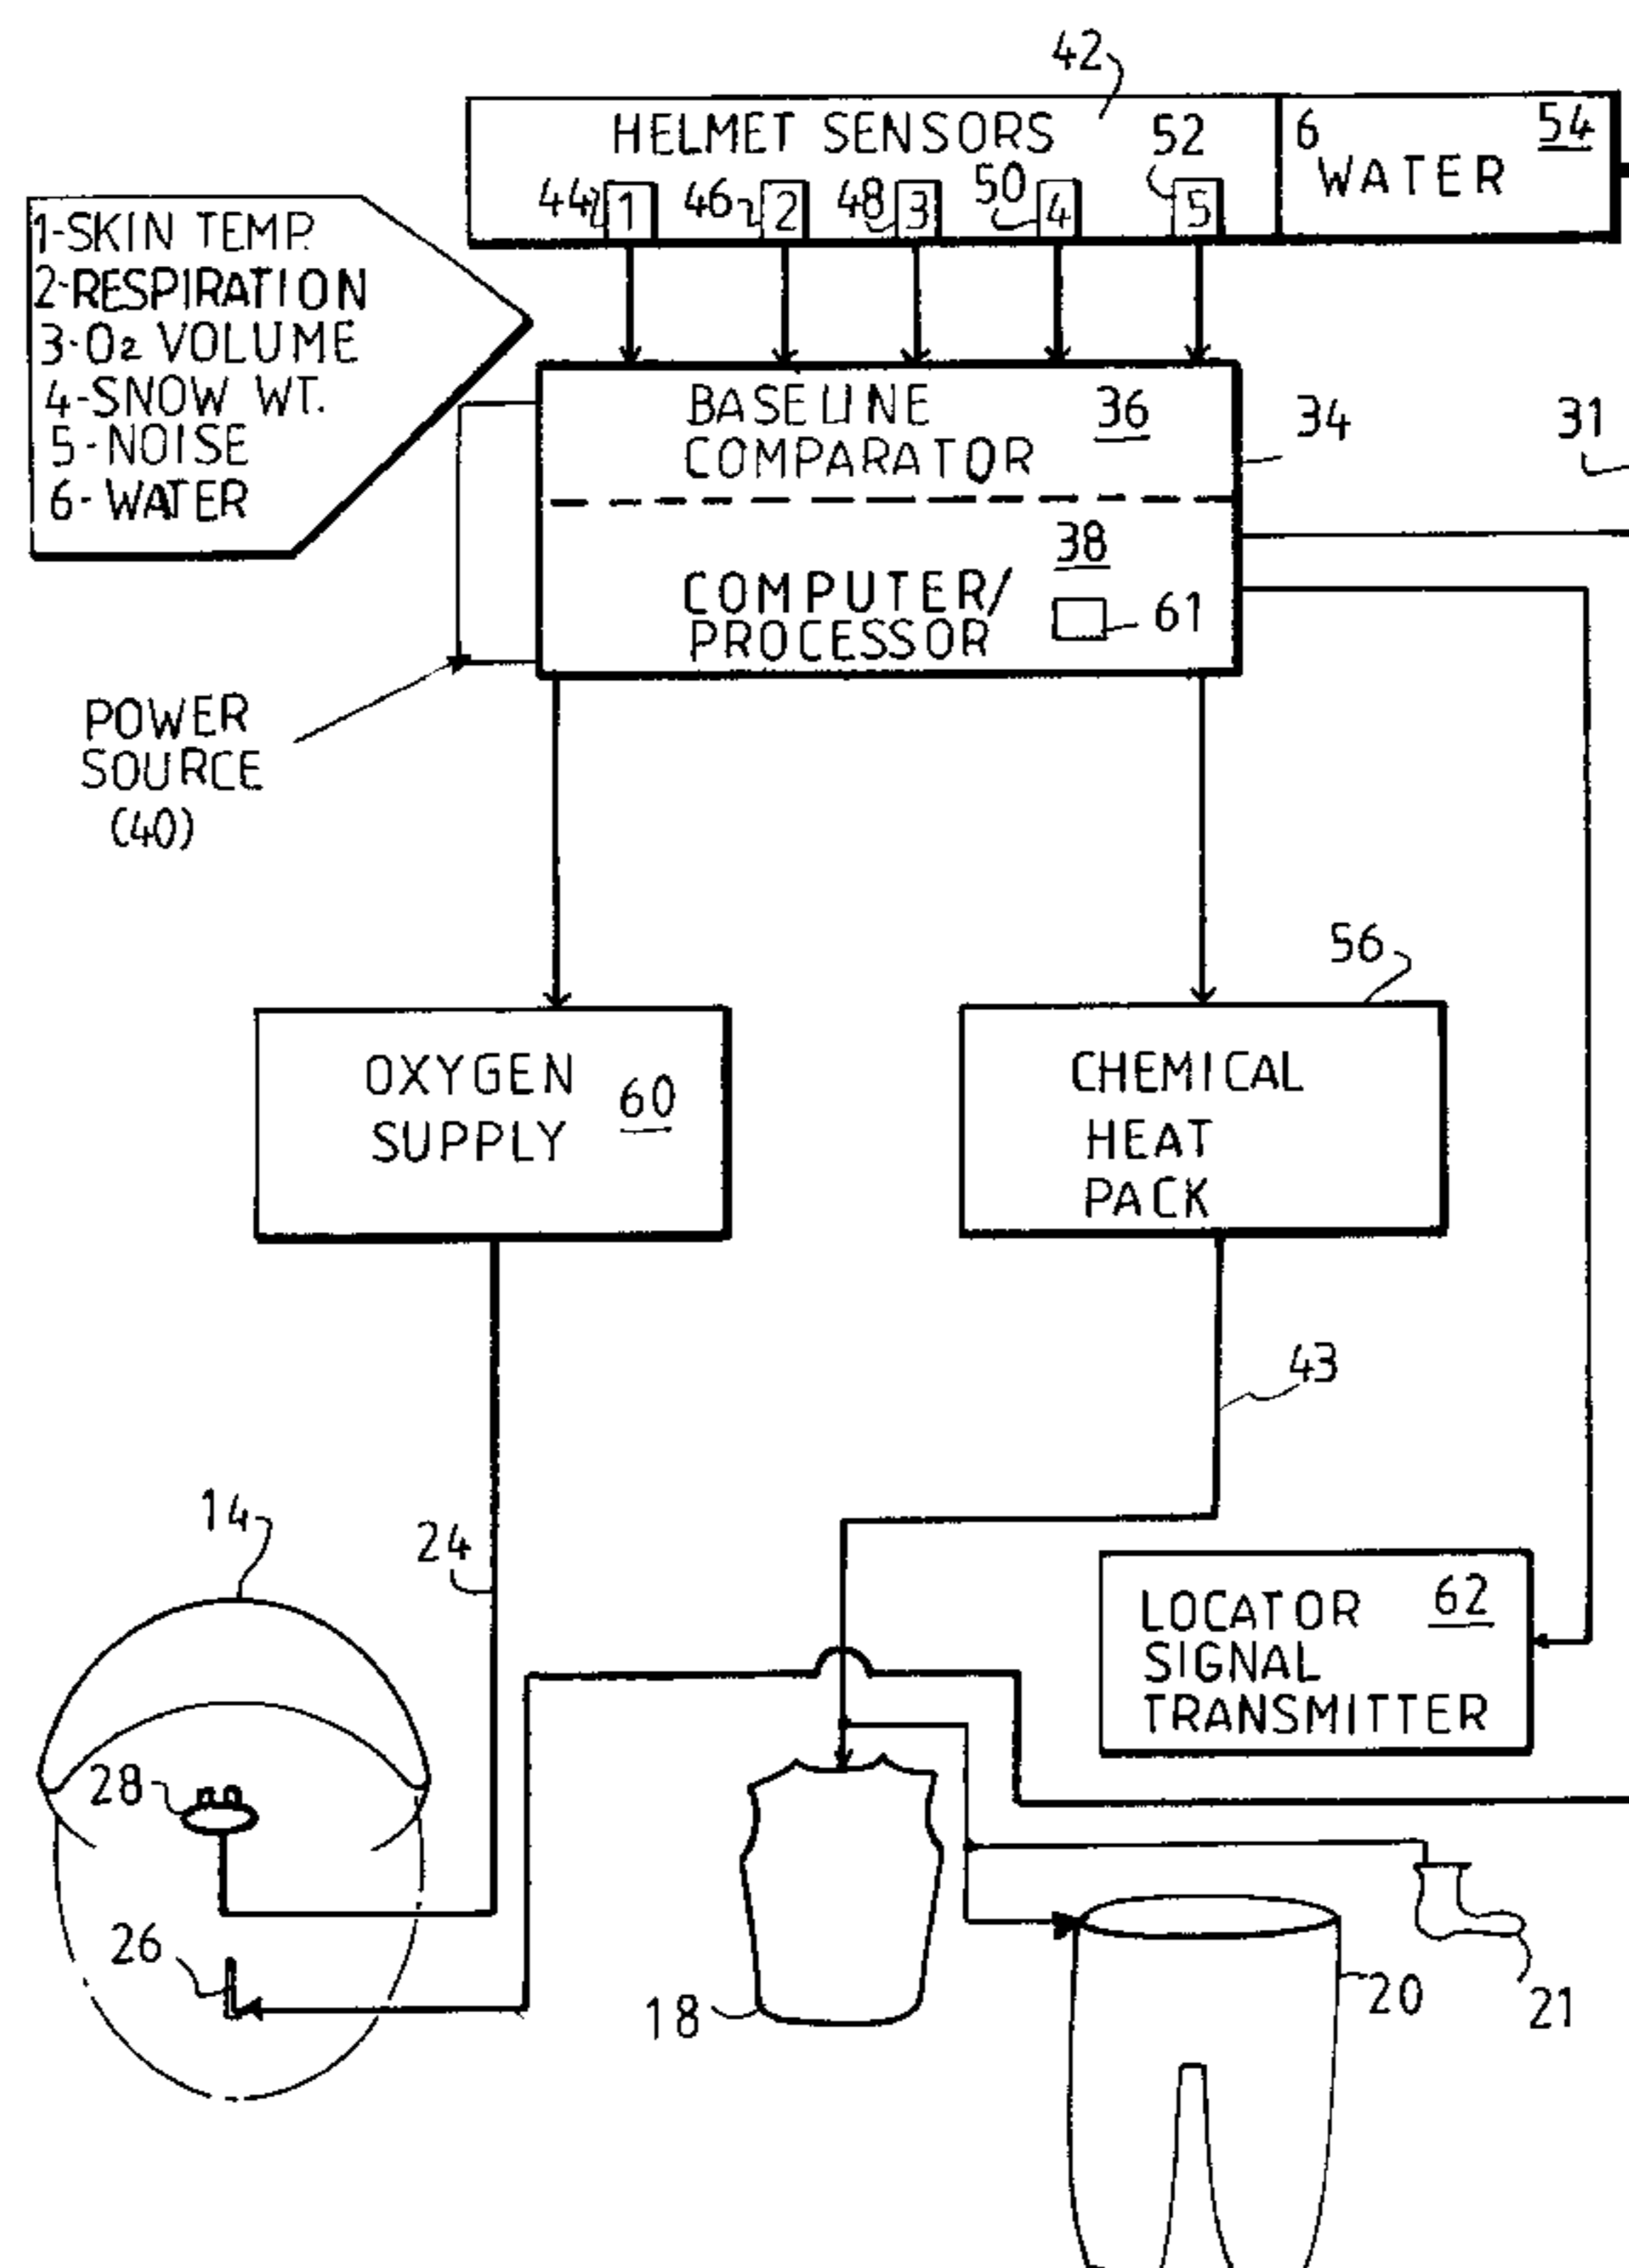 42
HELMET SENSORS
52
6
54
WATER
44
1
46
2
48
3
50
4
5
1-SKIN TEMP.
2-RESPIRATION
3-O2 VOLUME
4-SNOW WT.
5-NOISE
6-WATER
BASELINE
COMPARATOR
36
34
31
38
COMPUTER/
PROCESSOR
61
POWER
SOURCE
(40)
56
OXYGEN
SUPPLY
60
CHEMICAL
HEAT
PACK
43
14
24
LOCATOR
SIGNAL
TRANSMITTER
62
28
26
18
20
21